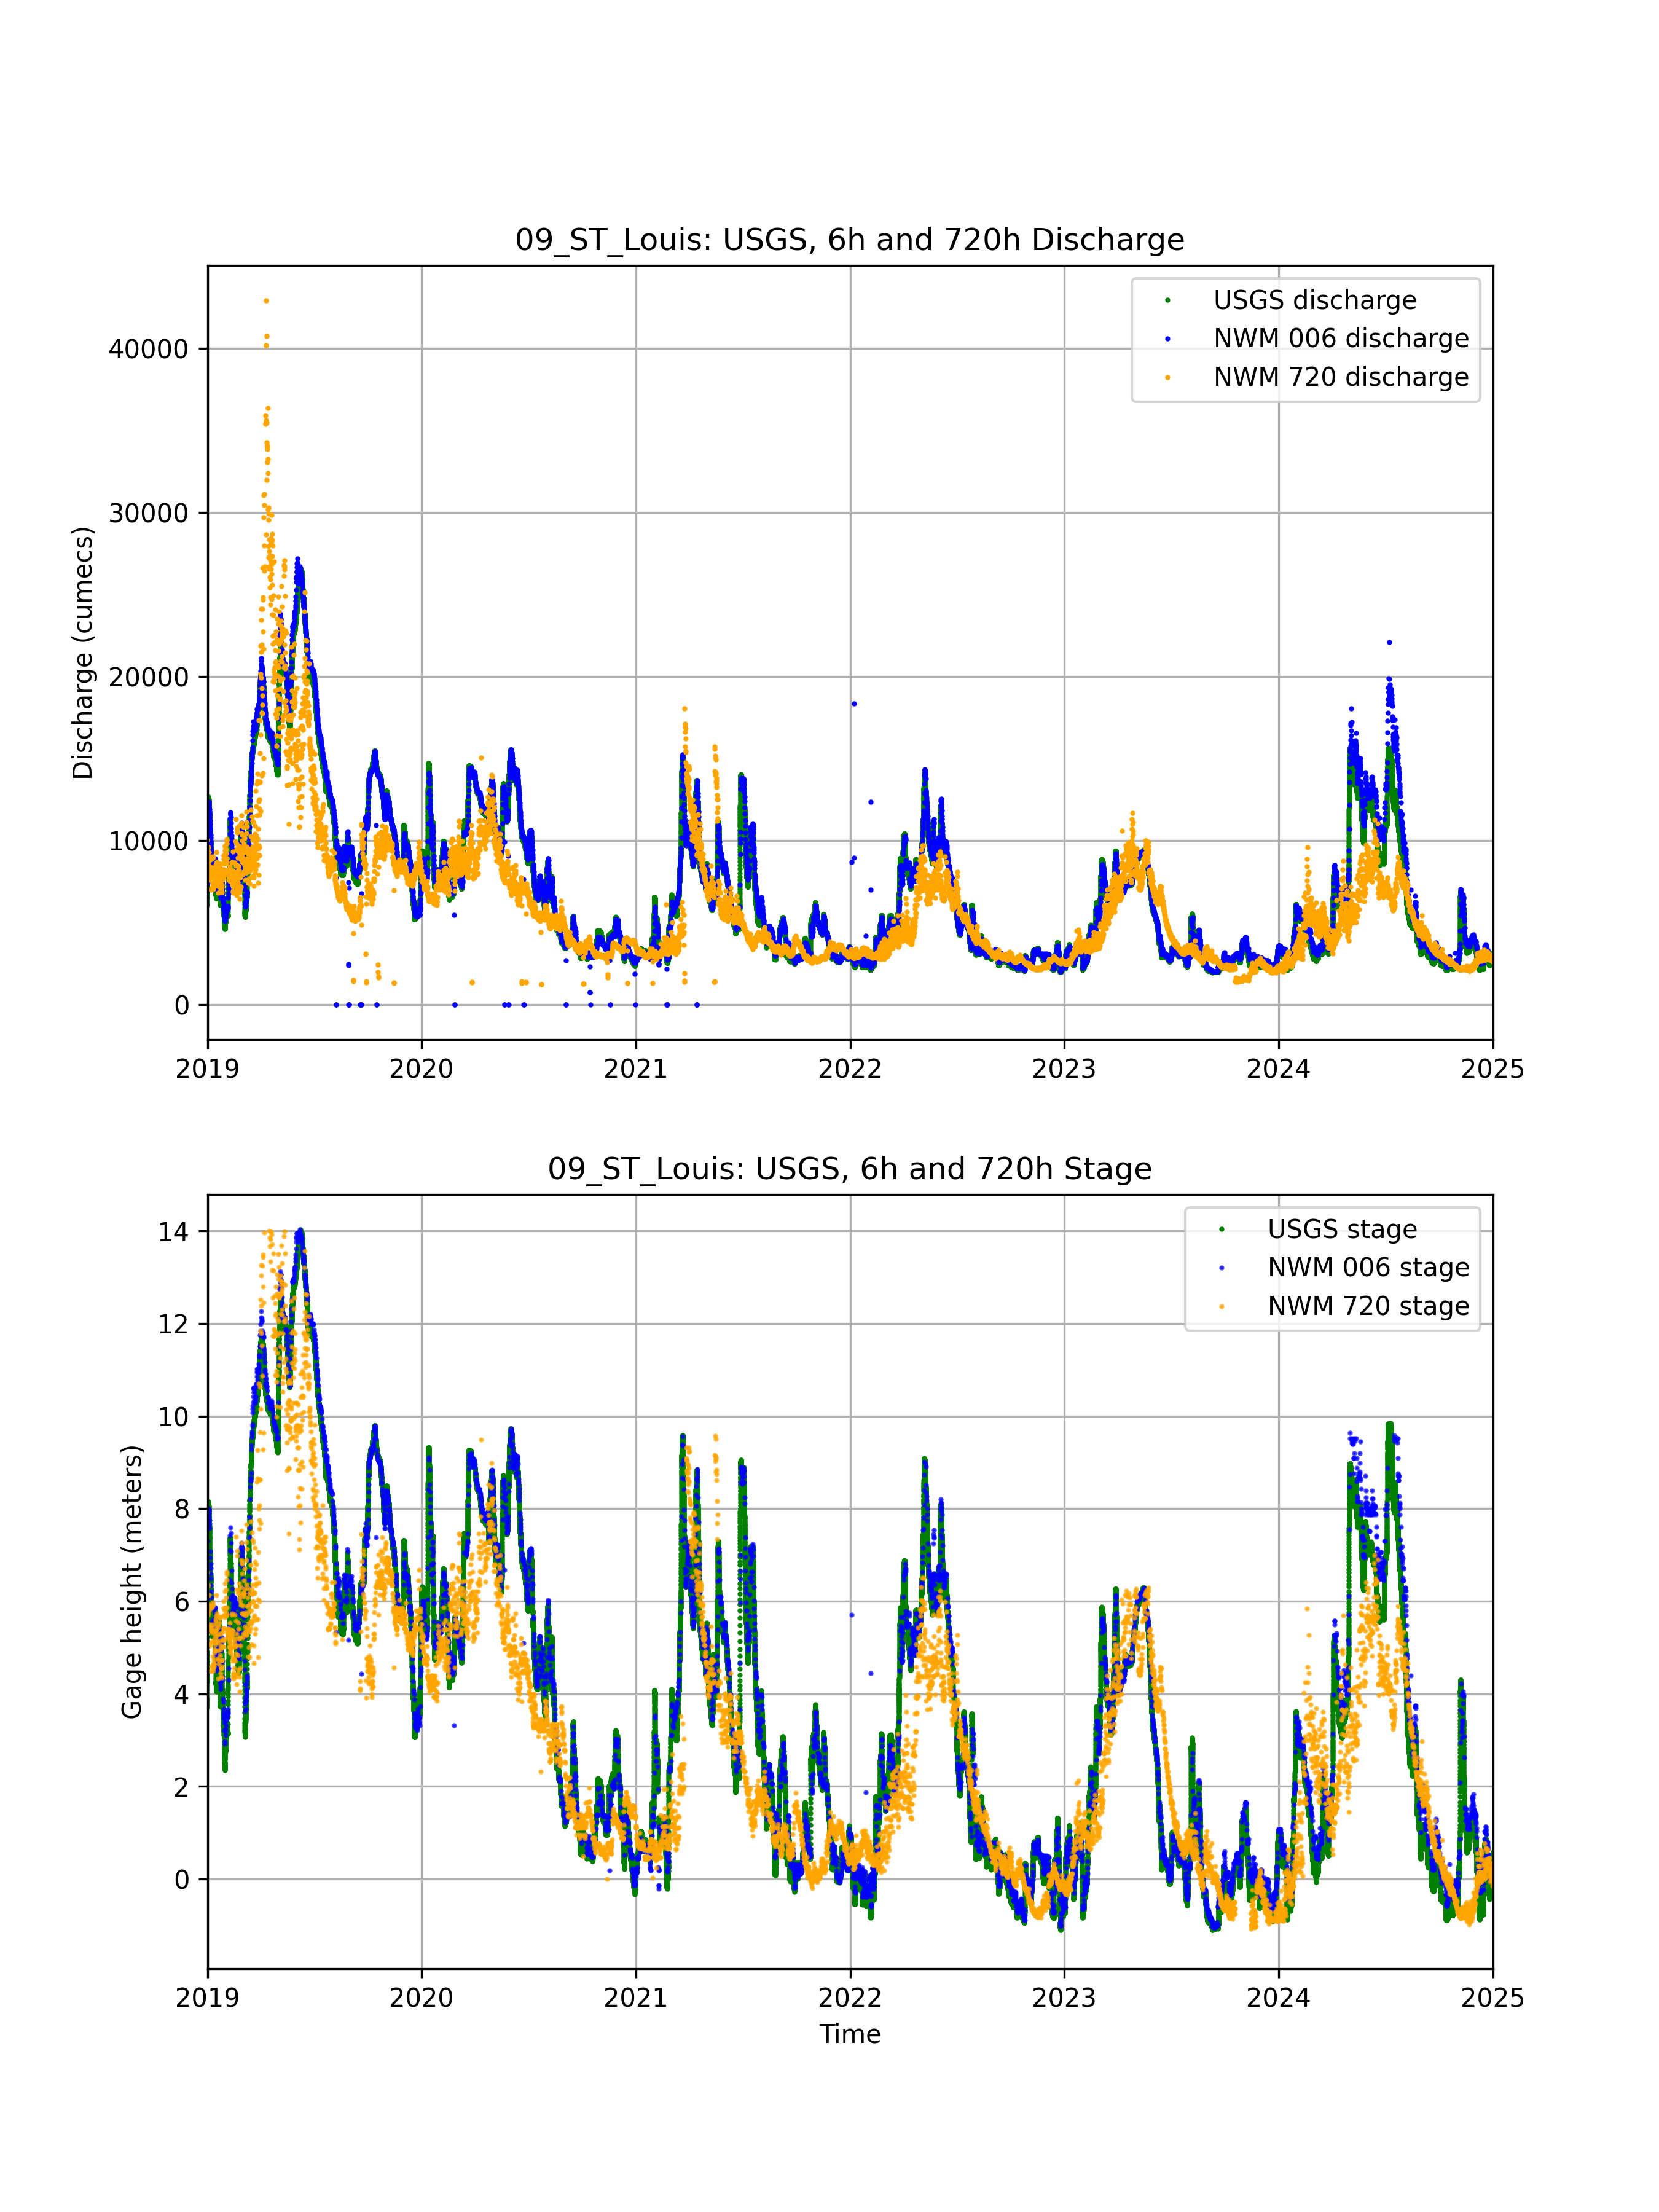 09_ST_Louis: USGS, 6h and 720h Discharge
USGS discharge
NWM 006 discharge
NWM 720 discharge
Discharge (cumecs)
40000
30000
20000
10000
0
2019 2020 2021 2022 2023 2024 2025
09_ST_Louis: USGS, 6h and 720h Stage
USGS stage
NWM 006 stage
NWM 720 stage
Gage height (meters)
14
12
10
8
6
4
2
0
2019 2020 2021 2022 2023 2024 2025
Time